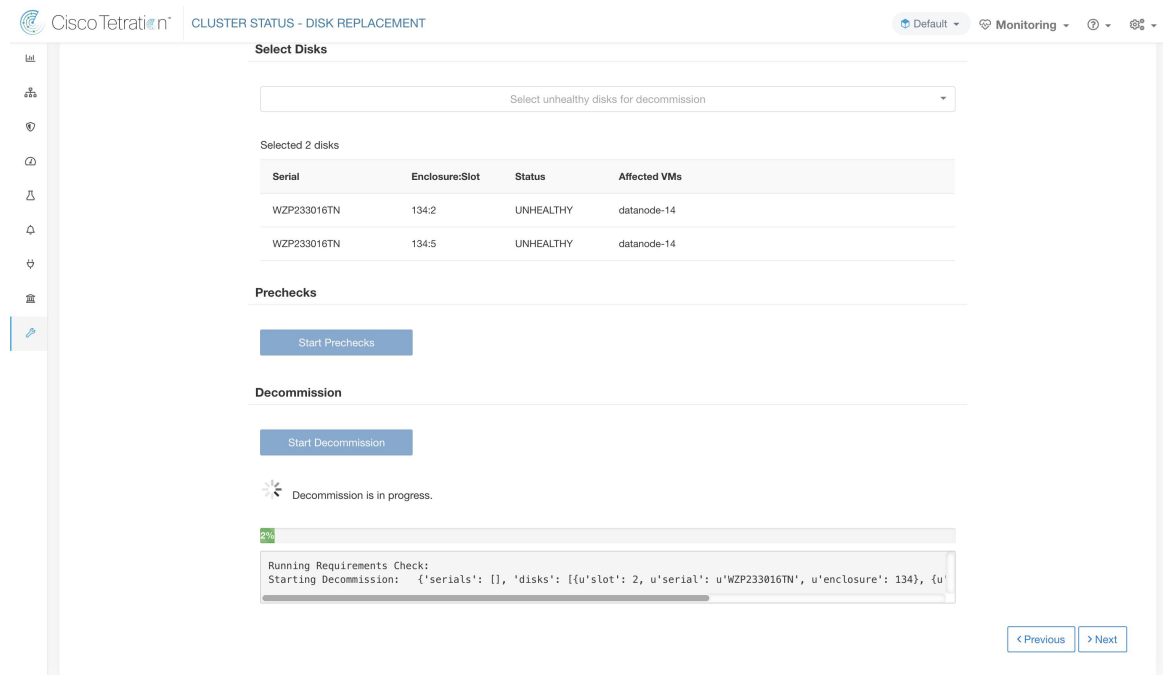 Cisco Tetration™
CLUSTER STATUS - DISK REPLACEMENT
Default
Monitoring
?
Select Disks
Select unhealthy disks for decommission
Selected 2 disks
Serial Enclosure:Slot Status Affected VMs
WZP233016TN 134:2 UNHEALTHY datanode-14
WZP233016TN 134:5 UNHEALTHY datanode-14
Prechecks
Start Prechecks
Decommission
Start Decommission
Decommission is in progress.
2%
Running Requirements Check:
Starting Decommission: {'serials': [], 'disks': [{u'slot': 2, u'serial': u'WZP233016TN', u'enclosure': 134}, {u'
< Previous
> Next